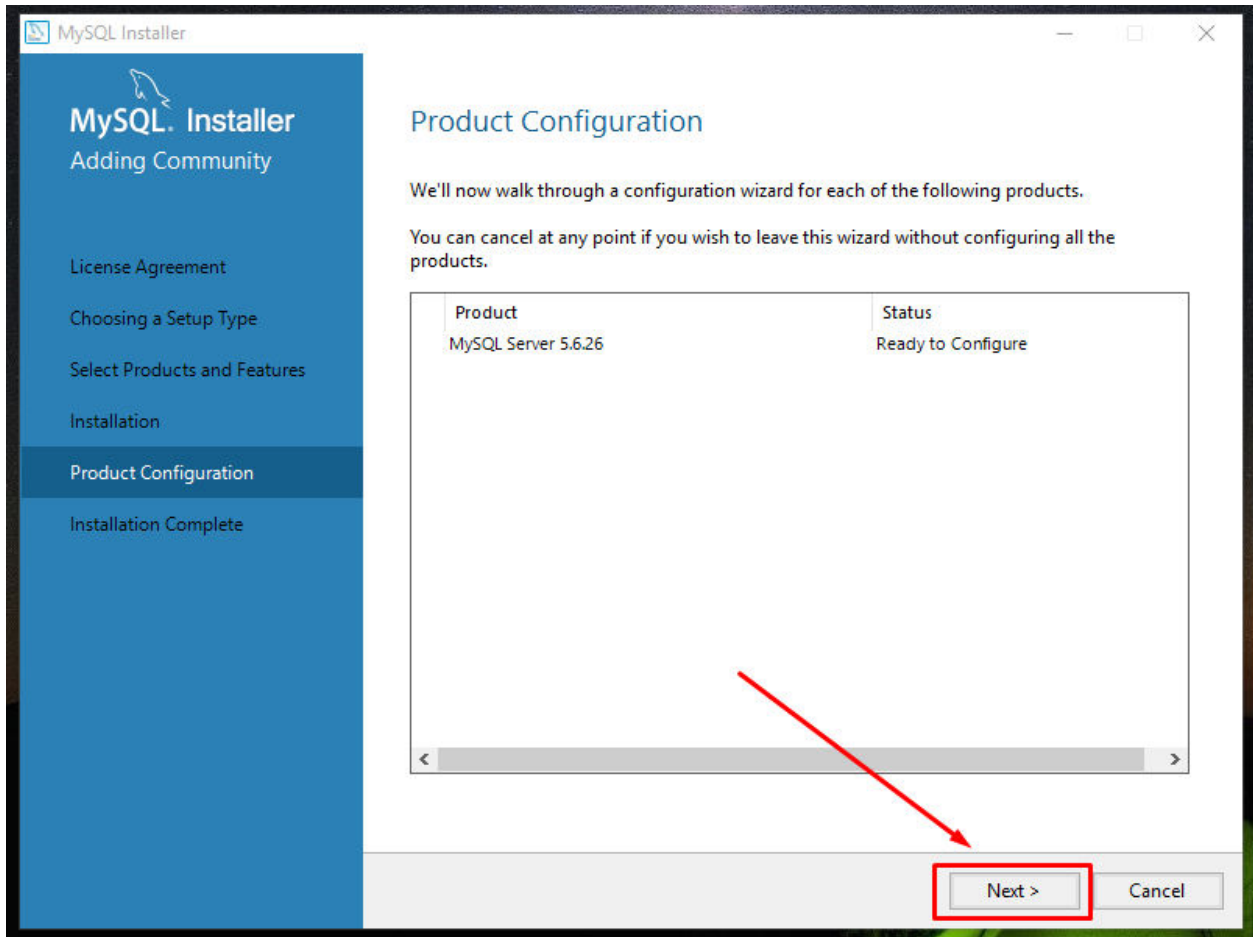 MySQL Installer
MySQL. Installer
Adding Community
License Agreement
Choosing a Setup Type
Select Products and Features
Installation
Product Configuration
Installation Complete
Product Configuration
We'll now walk through a configuration wizard for each of the following products.
You can cancel at any point if you wish to leave this wizard without configuring all the
products.
Product Status
MySQL Server 5.6.26 Ready to Configure
Next > Cancel